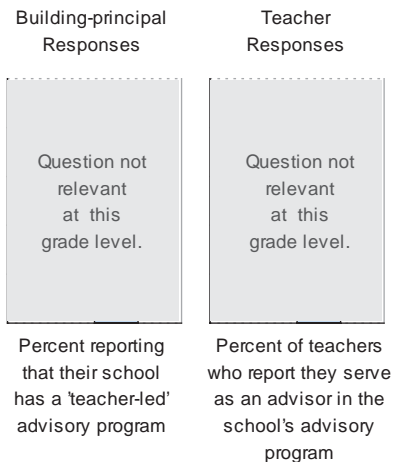 Building-principal
Responses
Teacher
Responses
Question not
relevant
at this
grade level.
Question not
relevant
at this
grade level.
Percent reporting
that their school
has a 'teacher-led'
advisory program
Percent of teachers
who report they serve
as an advisor in the
school's advisory
program